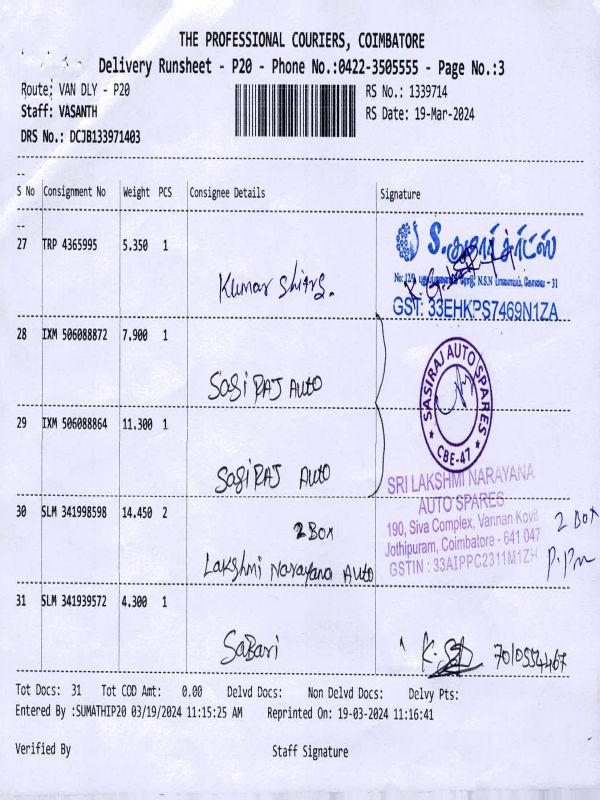 THE PROFESSIONAL COURIERS, COIMBATORE
Delivery Runsheet - P20 - Phone No.:0422-3505555 - Page No.:3
Route; VAN DLY - P20
RS No.: 1339714
Staff: VASANTH
RS Date: 19-Mar-2024
DRS No.: DCJB133971403
S No Consignment No Weight PCS Consignee Details Signature
27 TRP 4365995 5.350 1
S. குமார் சர்ட்ஸ்
Kumar Shirts.
N.S.N பாளையம், கோவை - 31
GST: 33EHKPS7469N1ZA
28 IXM 506088872 7.900 1
SASIRAJ AUTO SPARES
CBE-47
Sasi RAJ Auto
29 IXM 506088864 11.300 1
Sasi RAJ Auto
SRI LAKSHMI NARAYANA
AUTO SPARES
30 SLM 341998598 14.450 2
190, Siva Complex, Vannan Kovil
2 Box
2 Box
Jothipuram, Coimbatore - 641 047
GSTIN : 33AIPPC2311M1ZH
Lakshmi Narayana Auto
31 SLM 341939572 4.300 1
Sabari
Tot Docs: 31 Tot COD Amt: 0.00 Delvd Docs: Non Delvd Docs: Delvy Pts:
Entered By :SUMATHIP20 03/19/2024 11:15:25 AM Reprinted On: 19-03-2024 11:16:41
Verified By Staff Signature